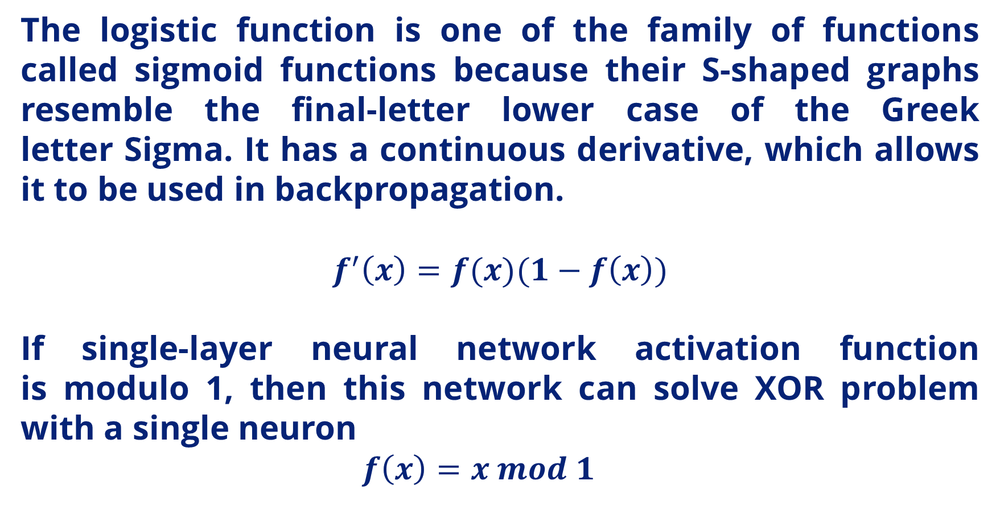 The logistic function is one of the family of functions
called sigmoid functions because their S-shaped graphs
resemble the final-letter lower case of the Greek
letter Sigma. It has a continuous derivative, which allows
it to be used in backpropagation.
f′(x) = f(x)(1 − f(x))
If single-layer neural network activation function
is modulo 1, then this network can solve XOR problem
with a single neuron
f(x) = x mod 1